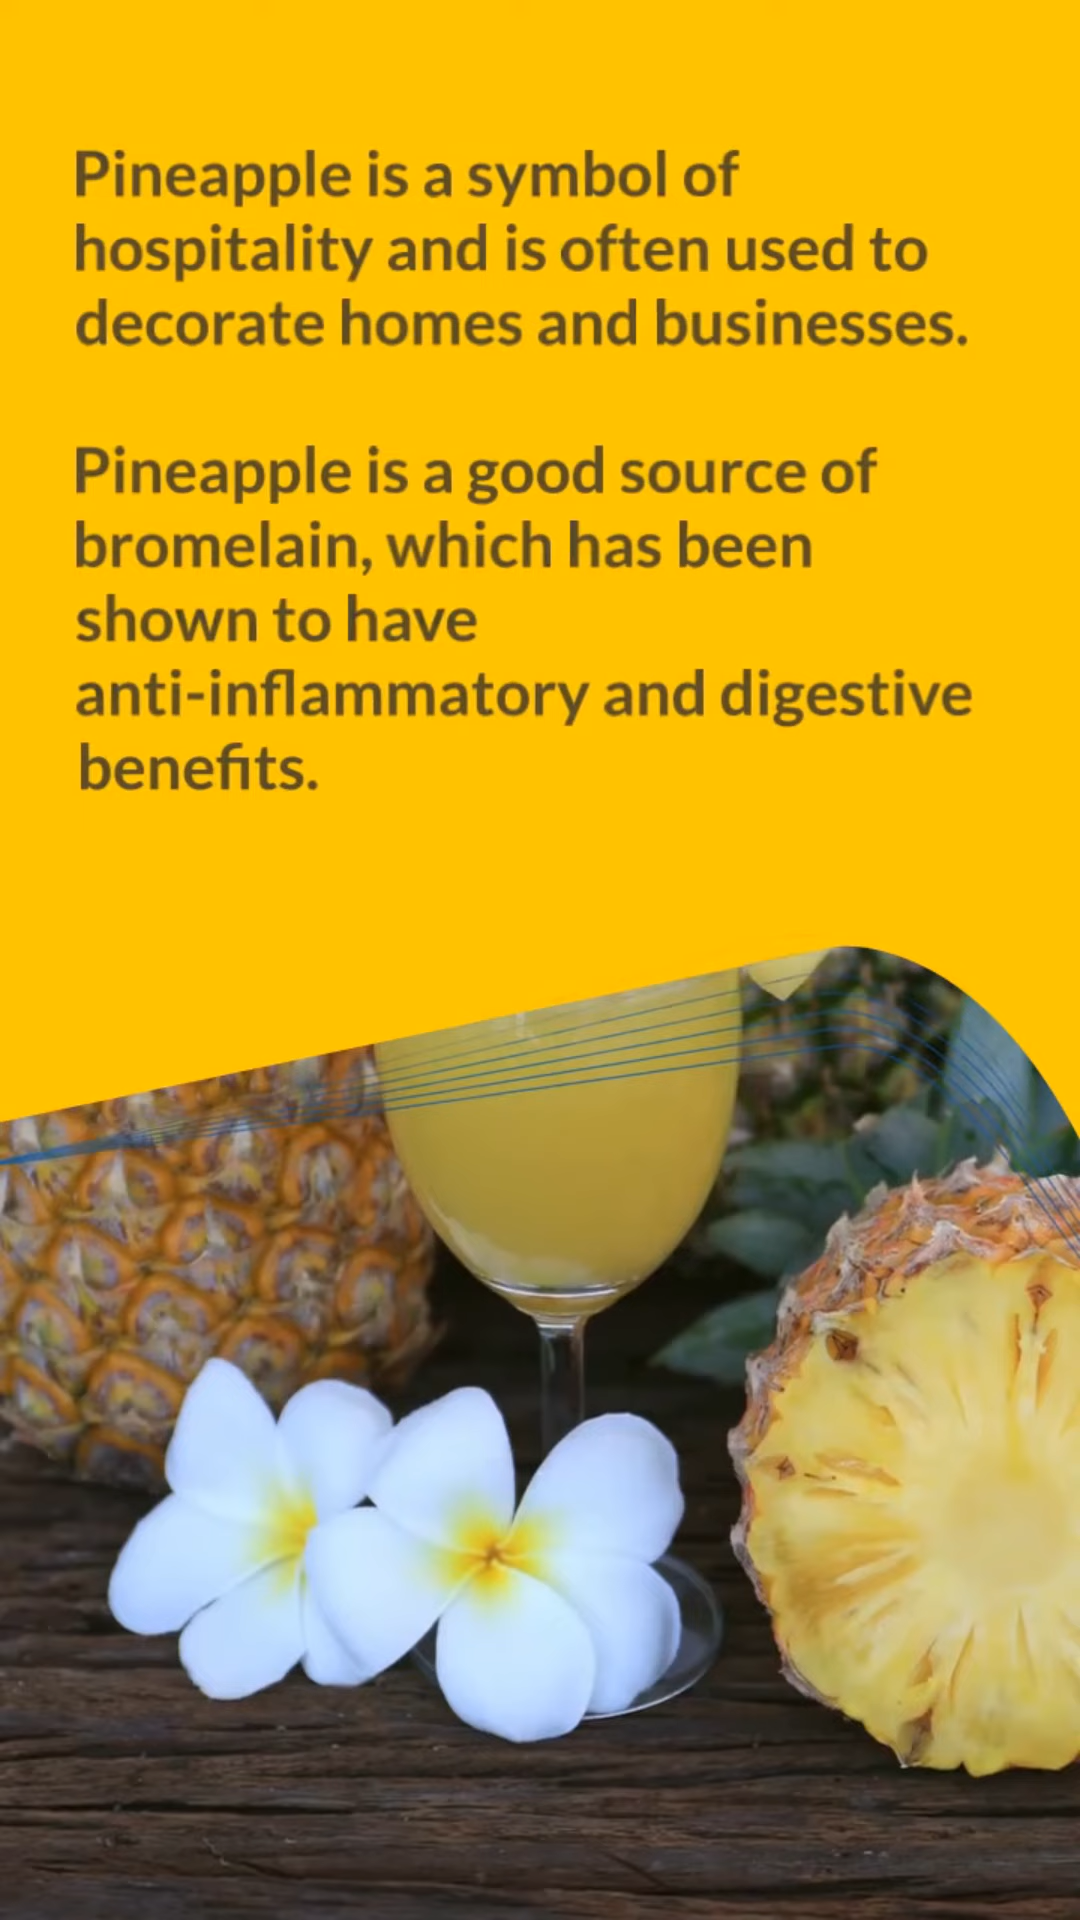 Pineapple is a symbol of
hospitality and is often used to
decorate homes and businesses.
Pineapple is a good source of
bromelain, which has been
shown to have
anti-inflammatory and digestive
benefits.